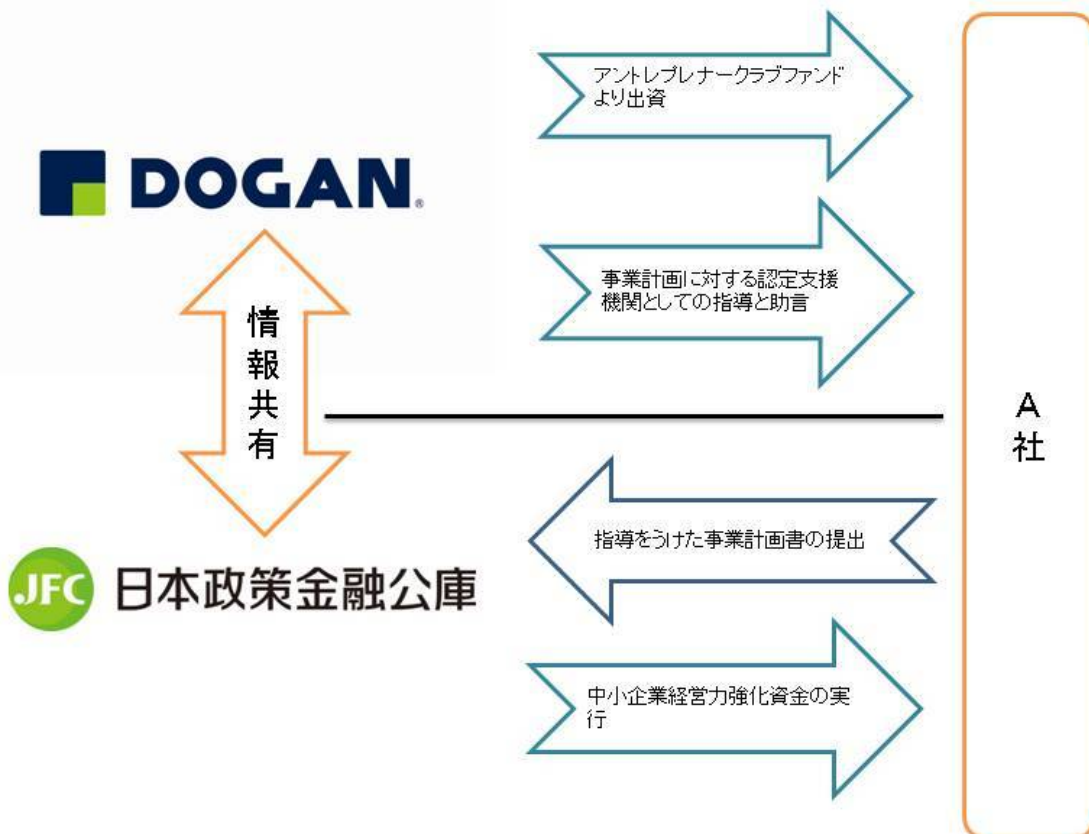 アントレプレナークラブファンド
より出資
DOGAN®
事業計画に対する認定支援
機関としての指導と助言
情報共有
A社
指導をうけた事業計画書の提出
JFC 日本政策金融公庫
中小企業経営力強化資金の実
行